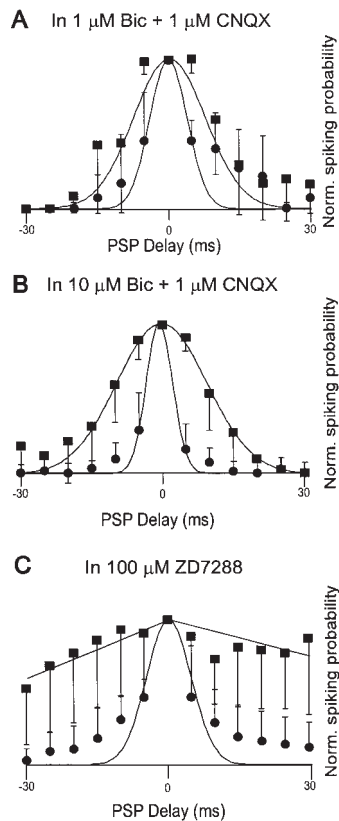 A In 1 μM Bic + 1 μM CNQX
Norm. spiking probability
-30 0 30
PSP Delay (ms)
B In 10 μM Bic + 1 μM CNQX
Norm. spiking probability
-30 0 30
PSP Delay (ms)
C In 100 μM ZD7288
Norm. spiking probability
-30 0 30
PSP Delay (ms)